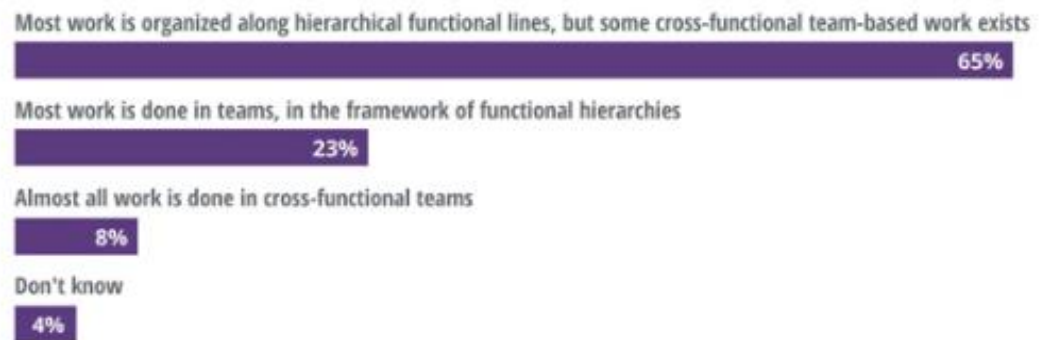 Most work is organized along hierarchical functional lines, but some cross-functional team-based work exists
65%
Most work is done in teams, in the framework of functional hierarchies
23%
Almost all work is done in cross-functional teams
8%
Don't know
4%